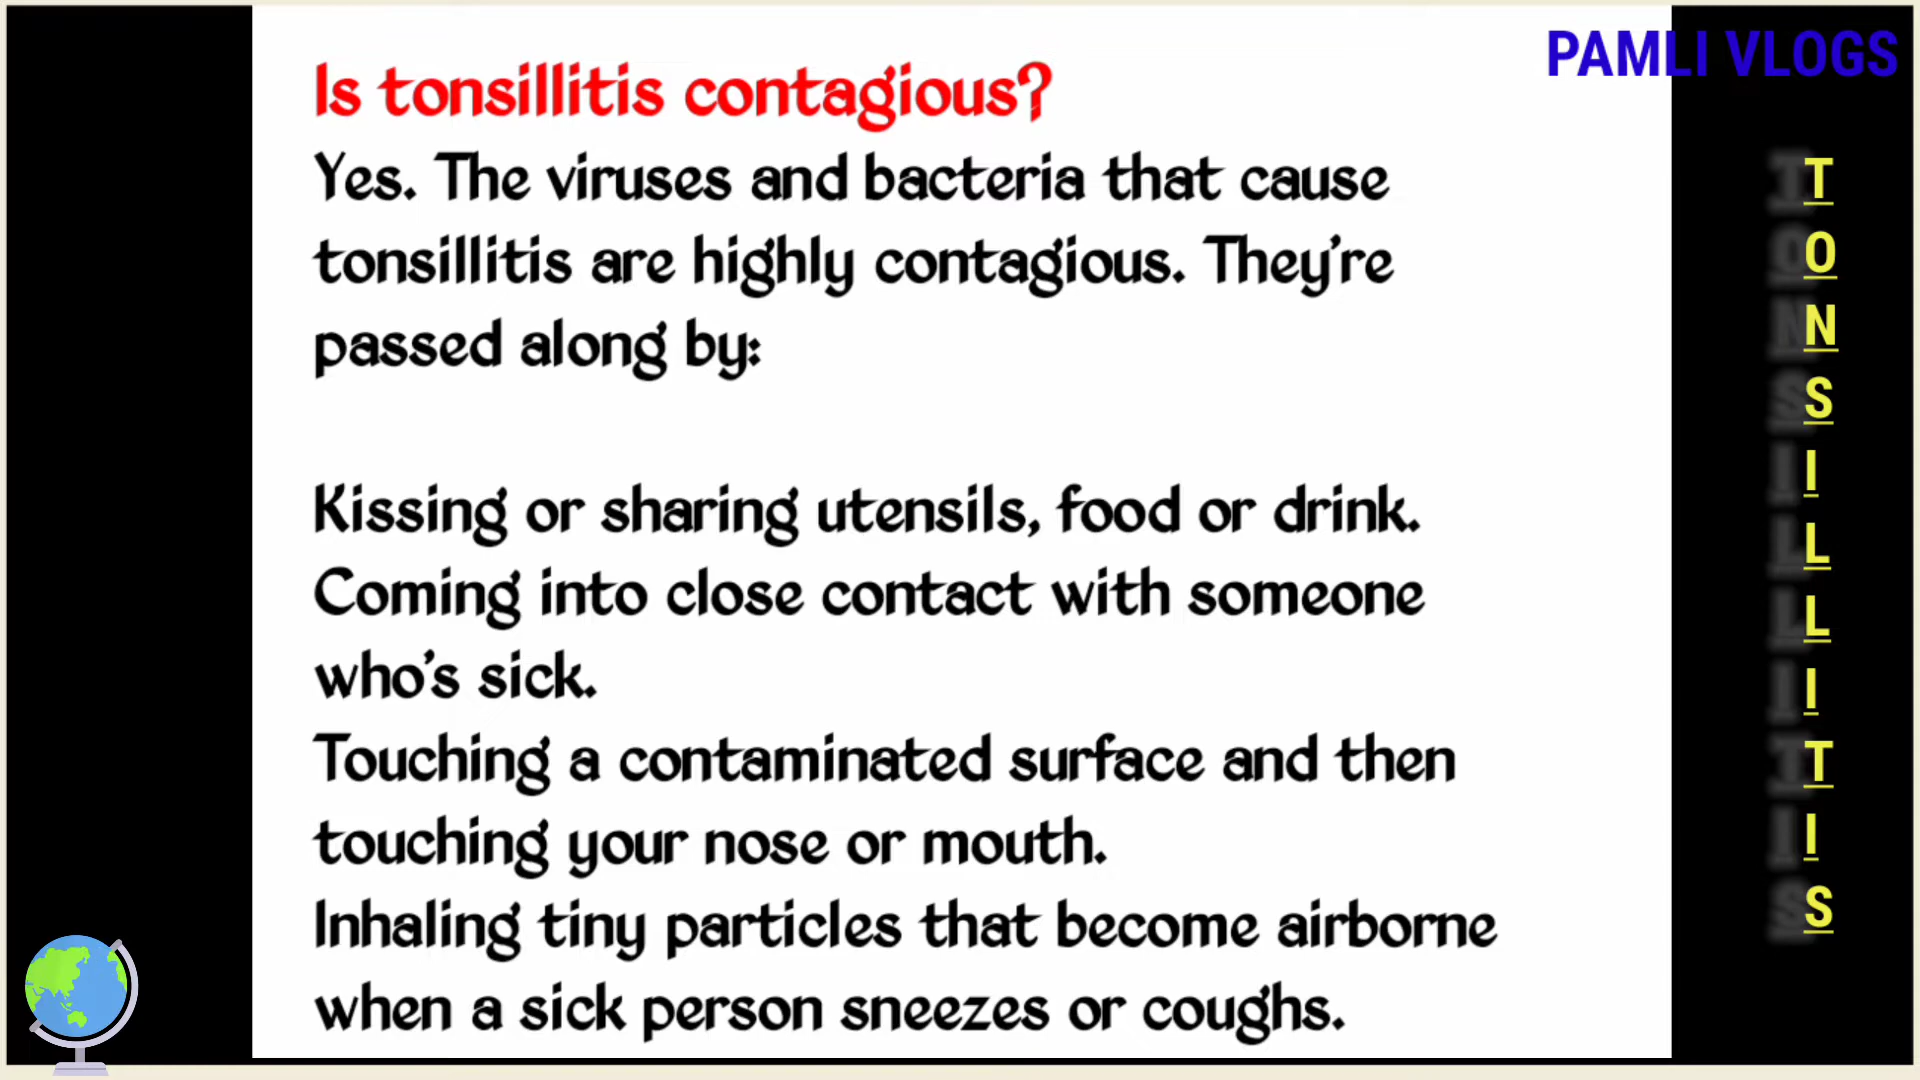 PAMLI VLOGS
Is tonsillitis contagious?
Yes. The viruses and bacteria that cause
tonsillitis are highly contagious. They’re
passed along by:
Kissing or sharing utensils, food or drink.
Coming into close contact with someone
who’s sick.
Touching a contaminated surface and then
touching your nose or mouth.
Inhaling tiny particles that become airborne
when a sick person sneezes or coughs.
T
O
N
S
I
L
L
I
T
I
S